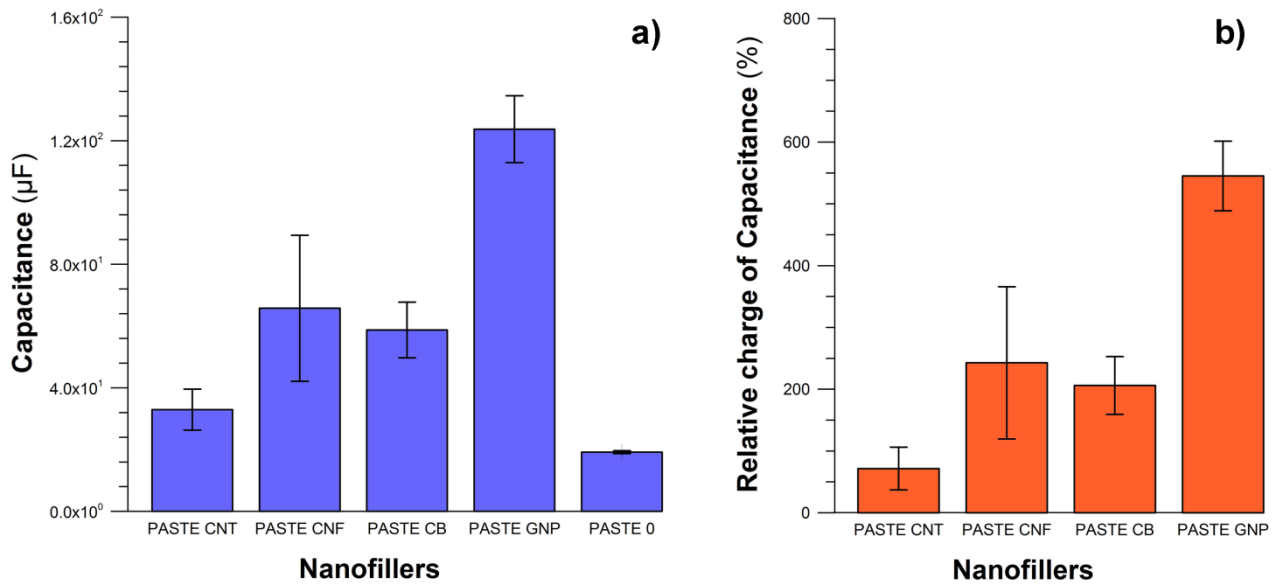 a)
Capacitance (µF)
1.6x10²
1.2x10²
8.0x10¹
4.0x10¹
0.0x10⁰
PASTE CNT
PASTE CNF
PASTE CB
PASTE GNP
PASTE 0
Nanofillers
b)
Relative charge of Capacitance (%)
800
600
400
200
0
PASTE CNT
PASTE CNF
PASTE CB
PASTE GNP
Nanofillers